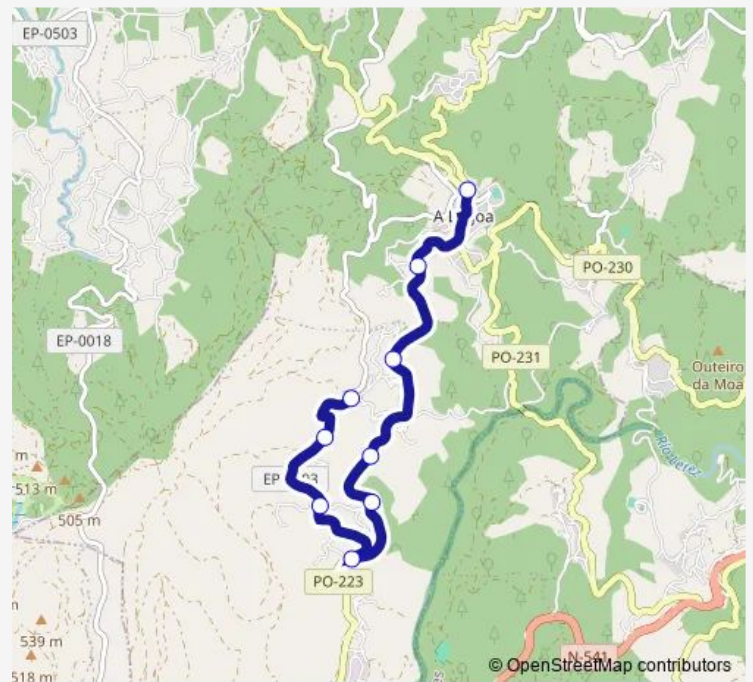 EP-0503
A L
oa
PO-230
EP-0018
PO-231
Outeiro
da Moa
m
513 m
505 m
EP
03
PO-223
m
539 m
518 m
N-541
© OpenStreetMap contributors